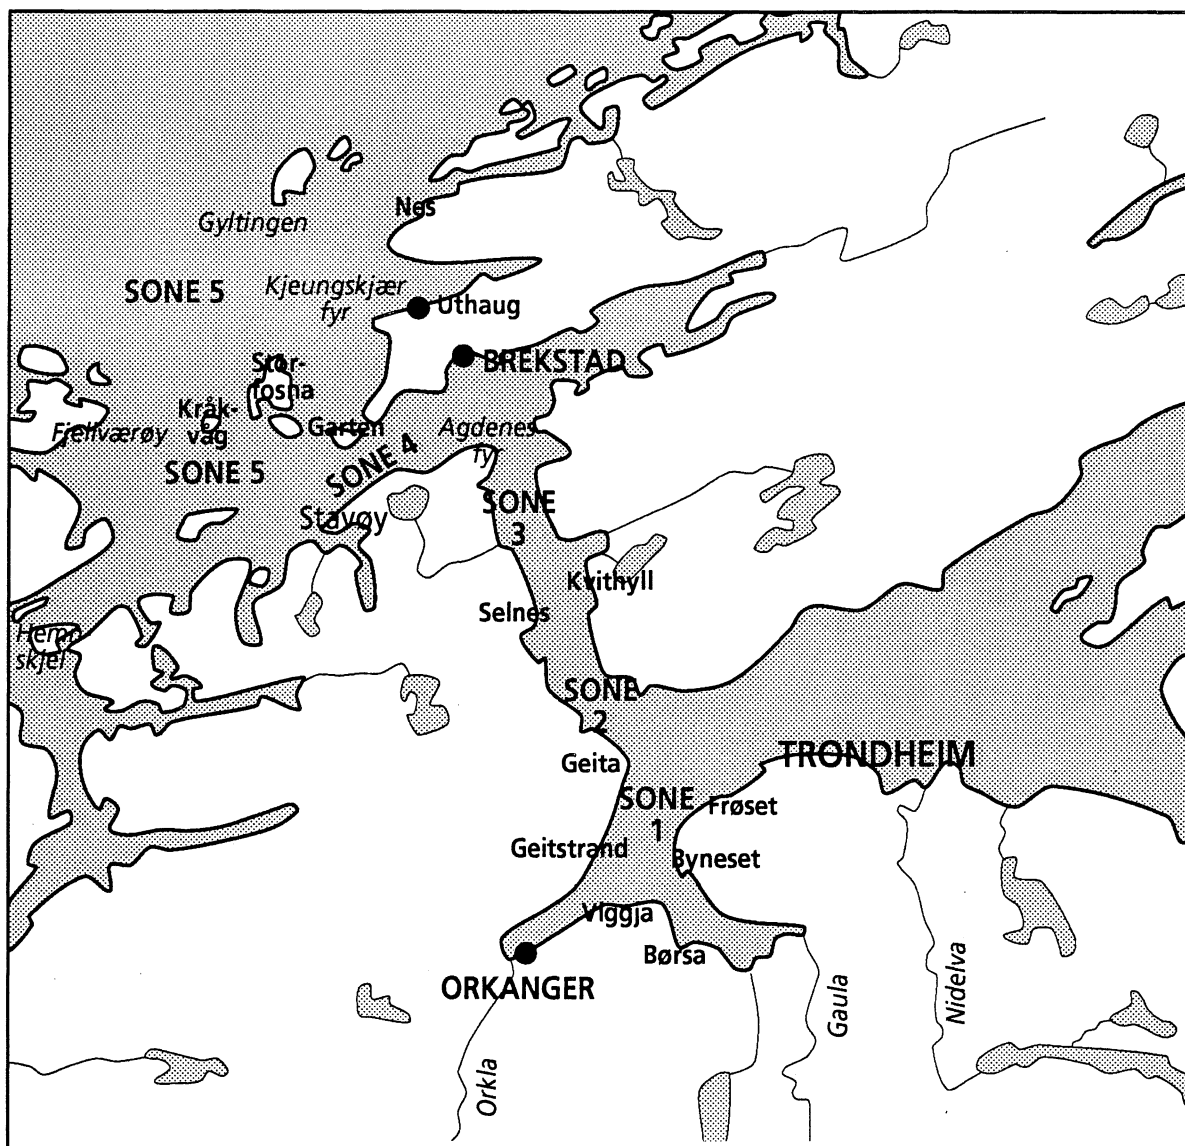 Nes
Gyltingen
SONE 5
Kjeungskjær
fyr
Uthaug
BREKSTAD
Stor-
fosna
Kråk-
våg
Garten
Fjellværøy
Agdenes
fyr
SONE 5
SONE 4
Stavøy
SONE
3
Kvithyll
Selnes
Hemn-
skjel
SONE
2
Geita
TRONDHEIM
SONE
1
Frøset
Geitstrand
Byneset
Viggja
Børsa
ORKANGER
Gaula
Nidelva
Orkla